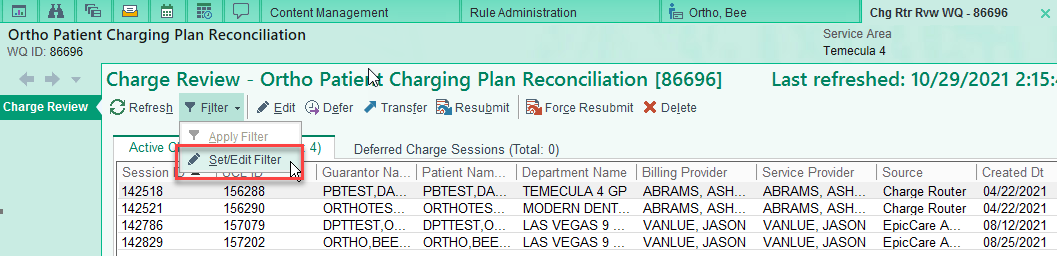 Content Management Rule Administration Ortho, Bee Chg Rtr Rvw WQ - 86696
Ortho Patient Charging Plan Reconciliation Service Area
WQ ID: 86696 Temecula 4
Charge Review - Ortho Patient Charging Plan Reconciliation [86696] Last refreshed: 10/29/2021 2:15:4
Charge Review Refresh Filter Edit Defer Transfer Resubmit Force Resubmit Delete
Apply Filter
Active 4) Deferred Charge Sessions (Total: 0)
Set/Edit Filter
Session UCL ID Guarantor Na... Patient Nam... Department Name Billing Provider Service Provider Source Created Dt
142518 156288 PBTEST,DA... PBTEST,DA... TEMECULA 4 GP ABRAMS, ASH... ABRAMS, ASH... Charge Router 04/22/2021
142521 156290 ORTHOTES... ORTHOTES... MODERN DENT... ABRAMS, ASH... ABRAMS, ASH... Charge Router 04/22/2021
142786 157079 DPTTEST,O... DPTTEST,O... LAS VEGAS 9 ... VANLUE, JASON VANLUE, JASON EpicCare A... 08/12/2021
142829 157202 ORTHO,BEE... ORTHO,BEE... LAS VEGAS 9 ... VANLUE, JASON VANLUE, JASON EpicCare A... 08/25/2021